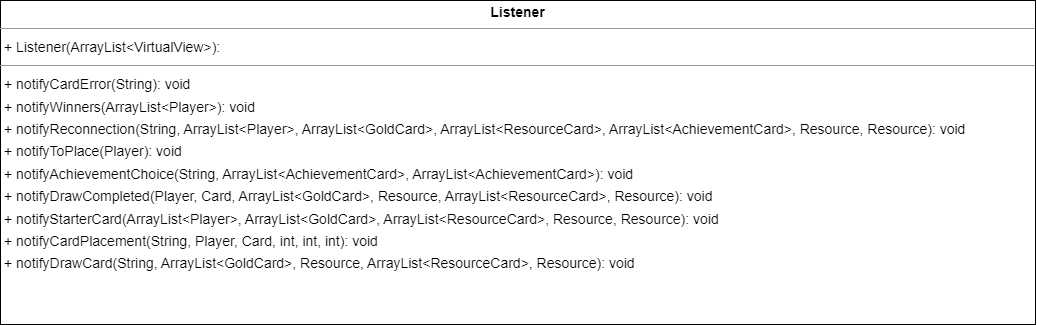 Listener
+ Listener(ArrayList<VirtualView>):
+ notifyCardError(String): void
+ notifyWinners(ArrayList<Player>): void
+ notifyReconnection(String, ArrayList<Player>, ArrayList<GoldCard>, ArrayList<ResourceCard>, ArrayList<AchievementCard>, Resource, Resource): void
+ notifyToPlace(Player): void
+ notifyAchievementChoice(String, ArrayList<AchievementCard>, ArrayList<AchievementCard>): void
+ notifyDrawCompleted(Player, Card, ArrayList<GoldCard>, Resource, ArrayList<ResourceCard>, Resource): void
+ notifyStarterCard(ArrayList<Player>, ArrayList<GoldCard>, ArrayList<ResourceCard>, Resource, Resource): void
+ notifyCardPlacement(String, Player, Card, int, int, int): void
+ notifyDrawCard(String, ArrayList<GoldCard>, Resource, ArrayList<ResourceCard>, Resource): void